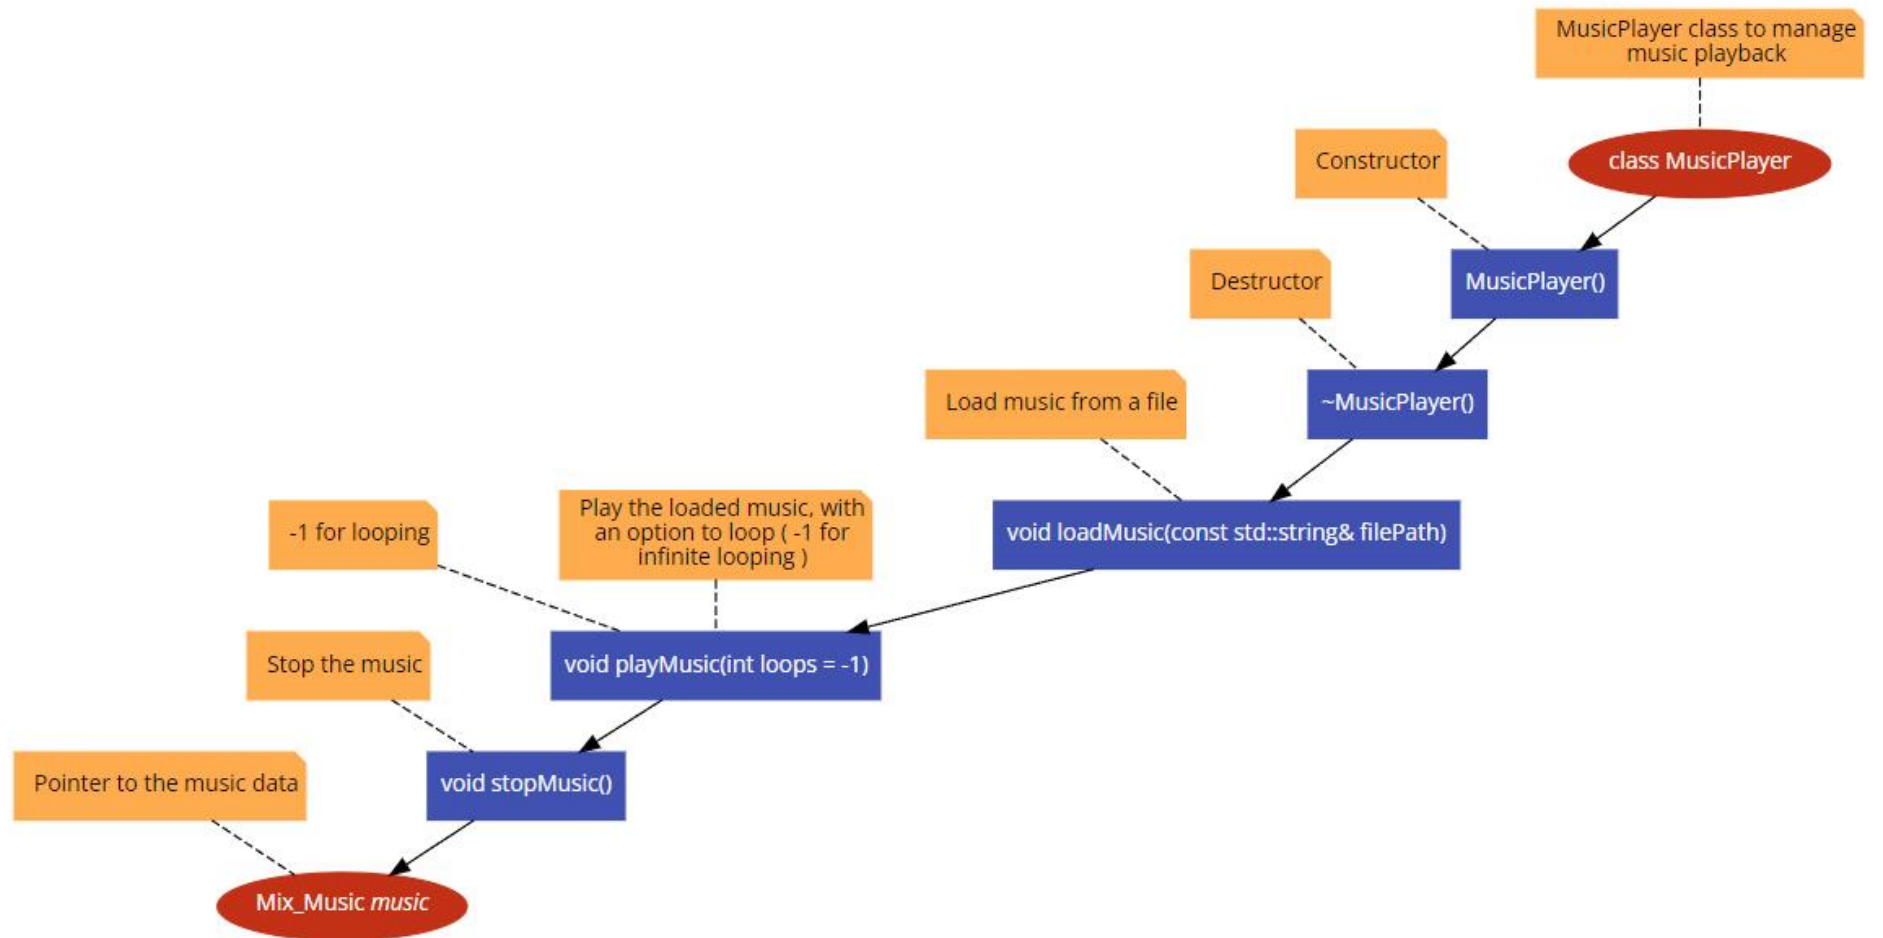 MusicPlayer class to manage
music playback
Constructor
class MusicPlayer
Destructor
MusicPlayer()
Load music from a file
~MusicPlayer()
-1 for looping
Play the loaded music, with
an option to loop ( -1 for
infinite looping )
void loadMusic(const std::string& filePath)
Stop the music
void playMusic(int loops = -1)
Pointer to the music data
void stopMusic()
Mix_Music music